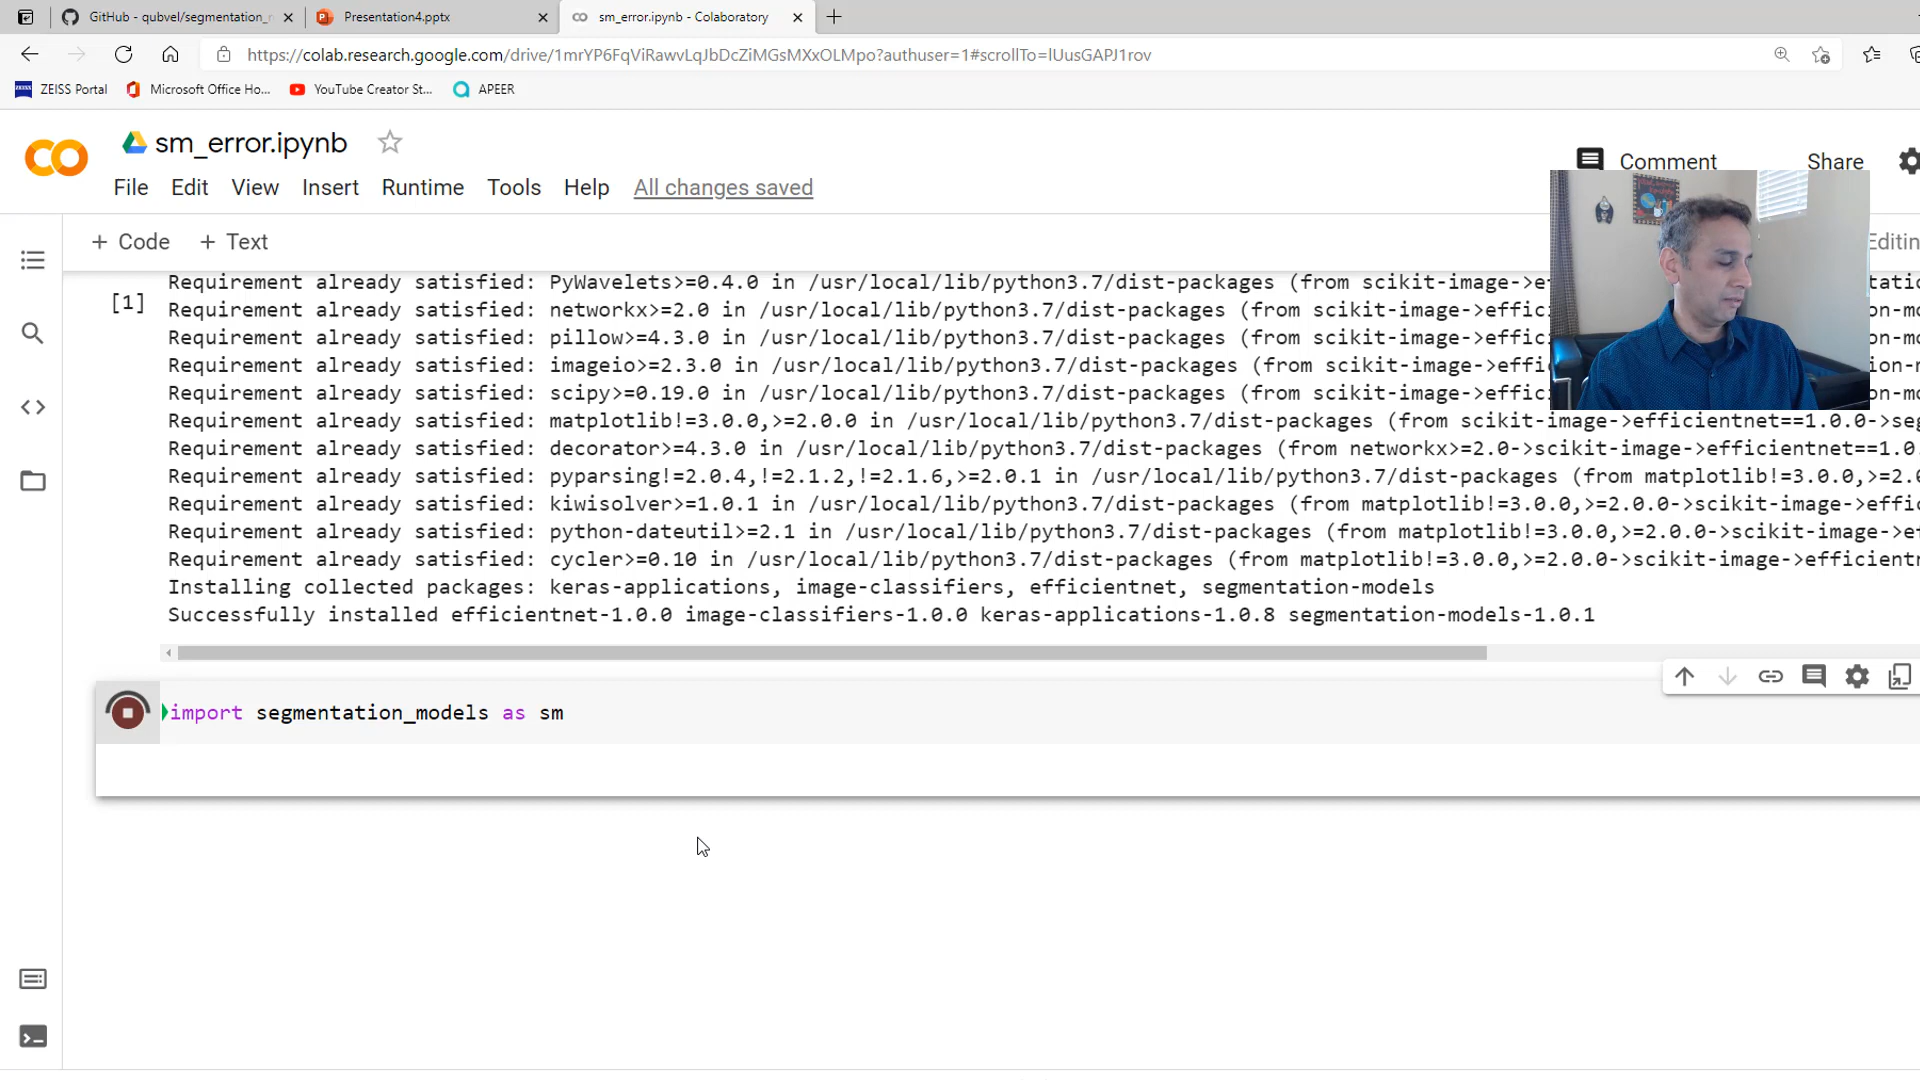 GitHub - qubvel/segmentation_r
Presentation4.pptx
sm_error.ipynb - Colaboratory
https://colab.research.google.com/drive/1mrYP6FqViRawvLqJbDcZiMGsMXxOLMpo?authuser=1#scrollTo=lUusGAPJ1rov
ZEISS Portal
Microsoft Office Ho...
YouTube Creator St...
APEER
sm_error.ipynb
Comment
Share
File Edit View Insert Runtime Tools Help All changes saved
+ Code + Text
Editin
Requirement already satisfied: PyWavelets>=0.4.0 in /usr/local/lib/python3.7/dist-packages (from scikit-image->e
[1]
Requirement already satisfied: networkx>=2.0 in /usr/local/lib/python3.7/dist-packages (from scikit-image->effic
Requirement already satisfied: pillow>=4.3.0 in /usr/local/lib/python3.7/dist-packages (from scikit-image->effic
Requirement already satisfied: imageio>=2.3.0 in /usr/local/lib/python3.7/dist-packages (from scikit-image->effi
Requirement already satisfied: scipy>=0.19.0 in /usr/local/lib/python3.7/dist-packages (from scikit-image->effic
Requirement already satisfied: matplotlib!=3.0.0,>=2.0.0 in /usr/local/lib/python3.7/dist-packages (from scikit-image->efficientnet==1.0.0->seg
Requirement already satisfied: decorator>=4.3.0 in /usr/local/lib/python3.7/dist-packages (from networkx>=2.0->scikit-image->efficientnet==1.0.
Requirement already satisfied: pyparsing!=2.0.4,!=2.1.2,!=2.1.6,>=2.0.1 in /usr/local/lib/python3.7/dist-packages (from matplotlib!=3.0.0,>=2.
Requirement already satisfied: kiwisolver>=1.0.1 in /usr/local/lib/python3.7/dist-packages (from matplotlib!=3.0.0,>=2.0.0->scikit-image->effic
Requirement already satisfied: python-dateutil>=2.1 in /usr/local/lib/python3.7/dist-packages (from matplotlib!=3.0.0,>=2.0.0->scikit-image->ef
Requirement already satisfied: cycler>=0.10 in /usr/local/lib/python3.7/dist-packages (from matplotlib!=3.0.0,>=2.0.0->scikit-image->efficientn
Installing collected packages: keras-applications, image-classifiers, efficientnet, segmentation-models
Successfully installed efficientnet-1.0.0 image-classifiers-1.0.0 keras-applications-1.0.8 segmentation-models-1.0.1
import segmentation_models as sm